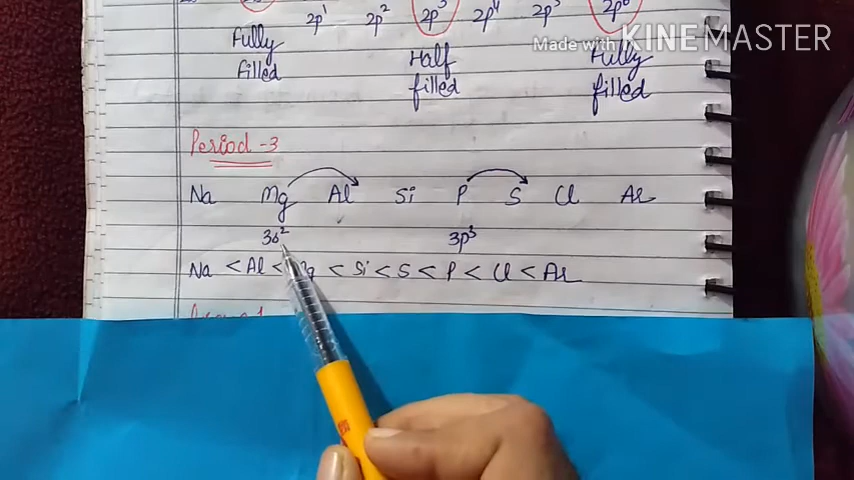 2p¹ 2p² 2p³ 2p⁴ 2p⁵ 2p⁶
Fully Half Fully
Filled filled filled
Made with KINEMASTER
Period -3
Na Mg Al Si P S Cl Ar
3s² 3p³
Na < Al < Mg < Si < S < P < Cl < Ar